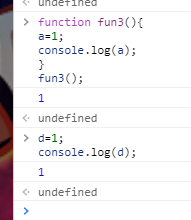 undefined
function fun3(){
a=1;
console.log(a);
}
fun3();
1
undefined
d=1;
console.log(d);
1
undefined